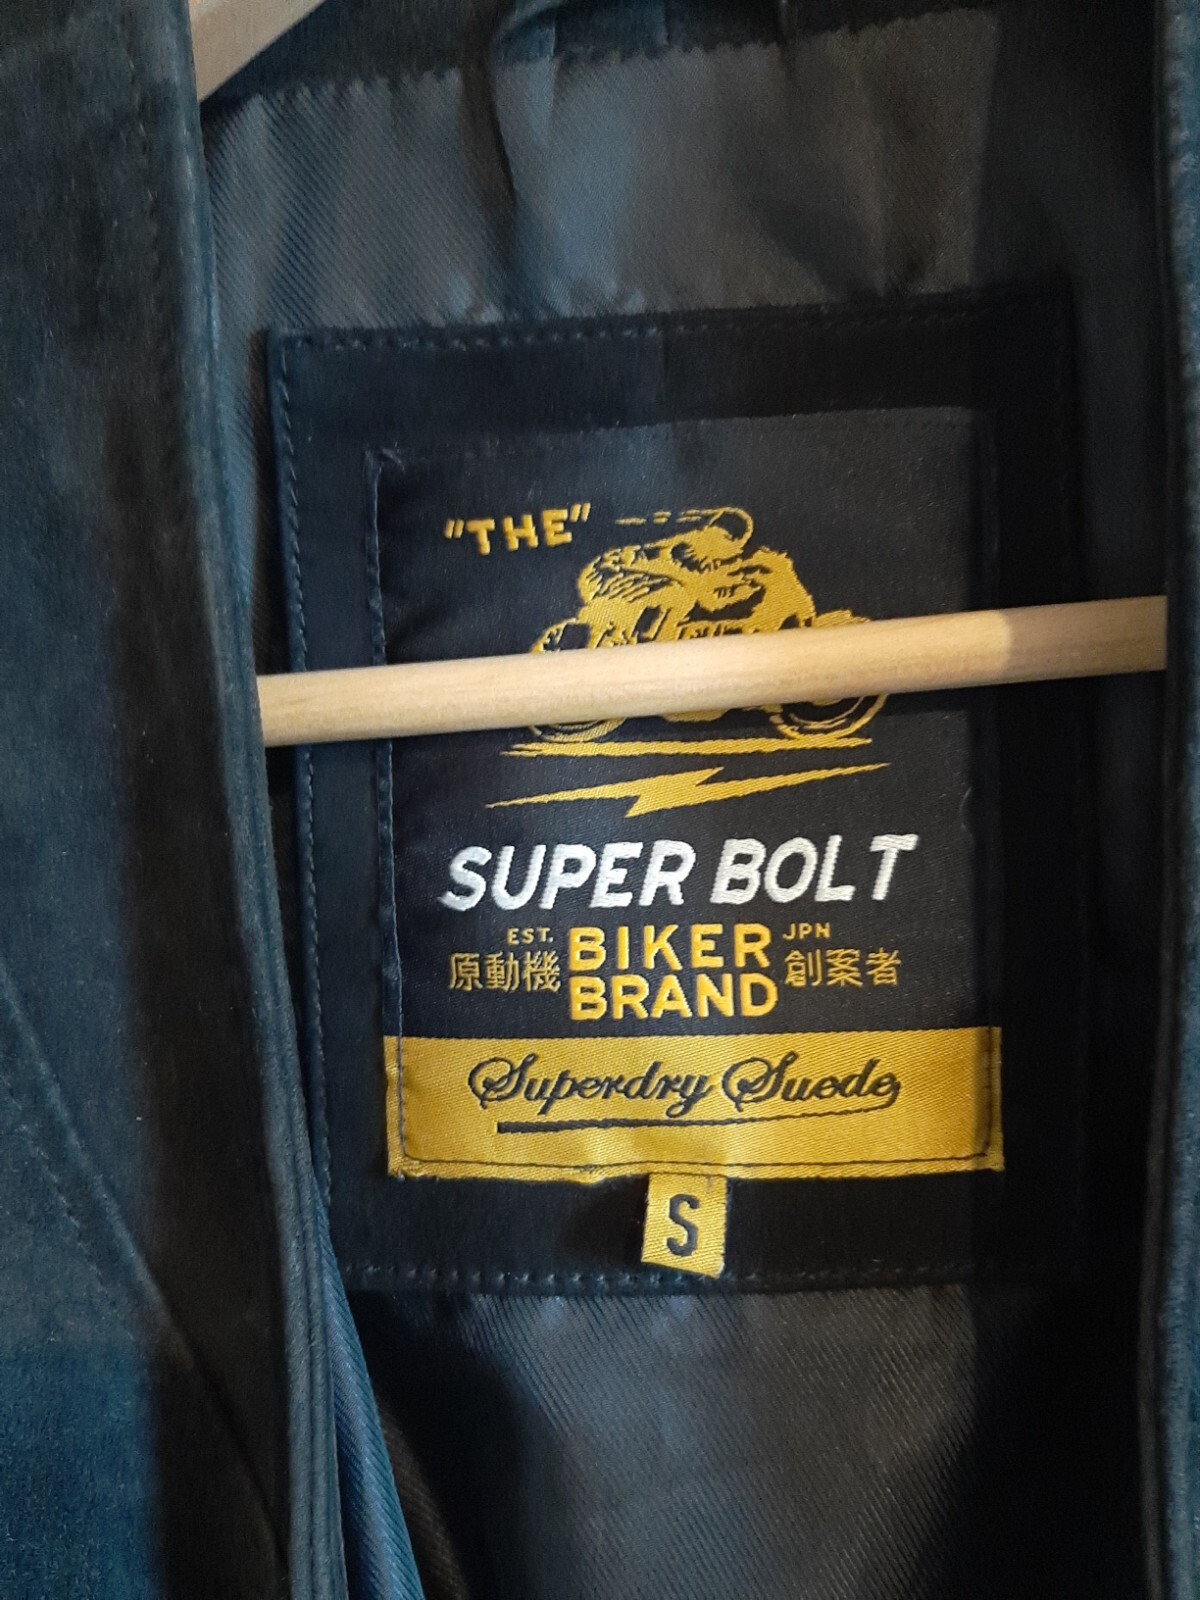 "THE"
SUPER BOLT
EST. BIKER JPN
原動機 BRAND 創案者
Superdry Suede
S